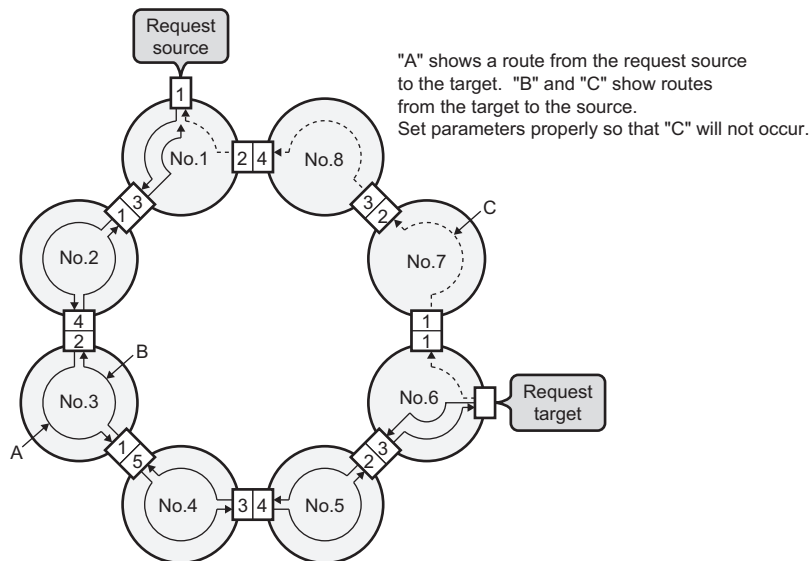 Request
source
"A" shows a route from the request source
to the target. "B" and "C" show routes
from the target to the source.
Set parameters properly so that "C" will not occur.
1
No.1
2 4
No.8
3
1
3
2
C
No.2
No.7
4
2
1
1
B
No.3
No.6
Request
target
A
1
5
3
2
No.4
3 4
No.5